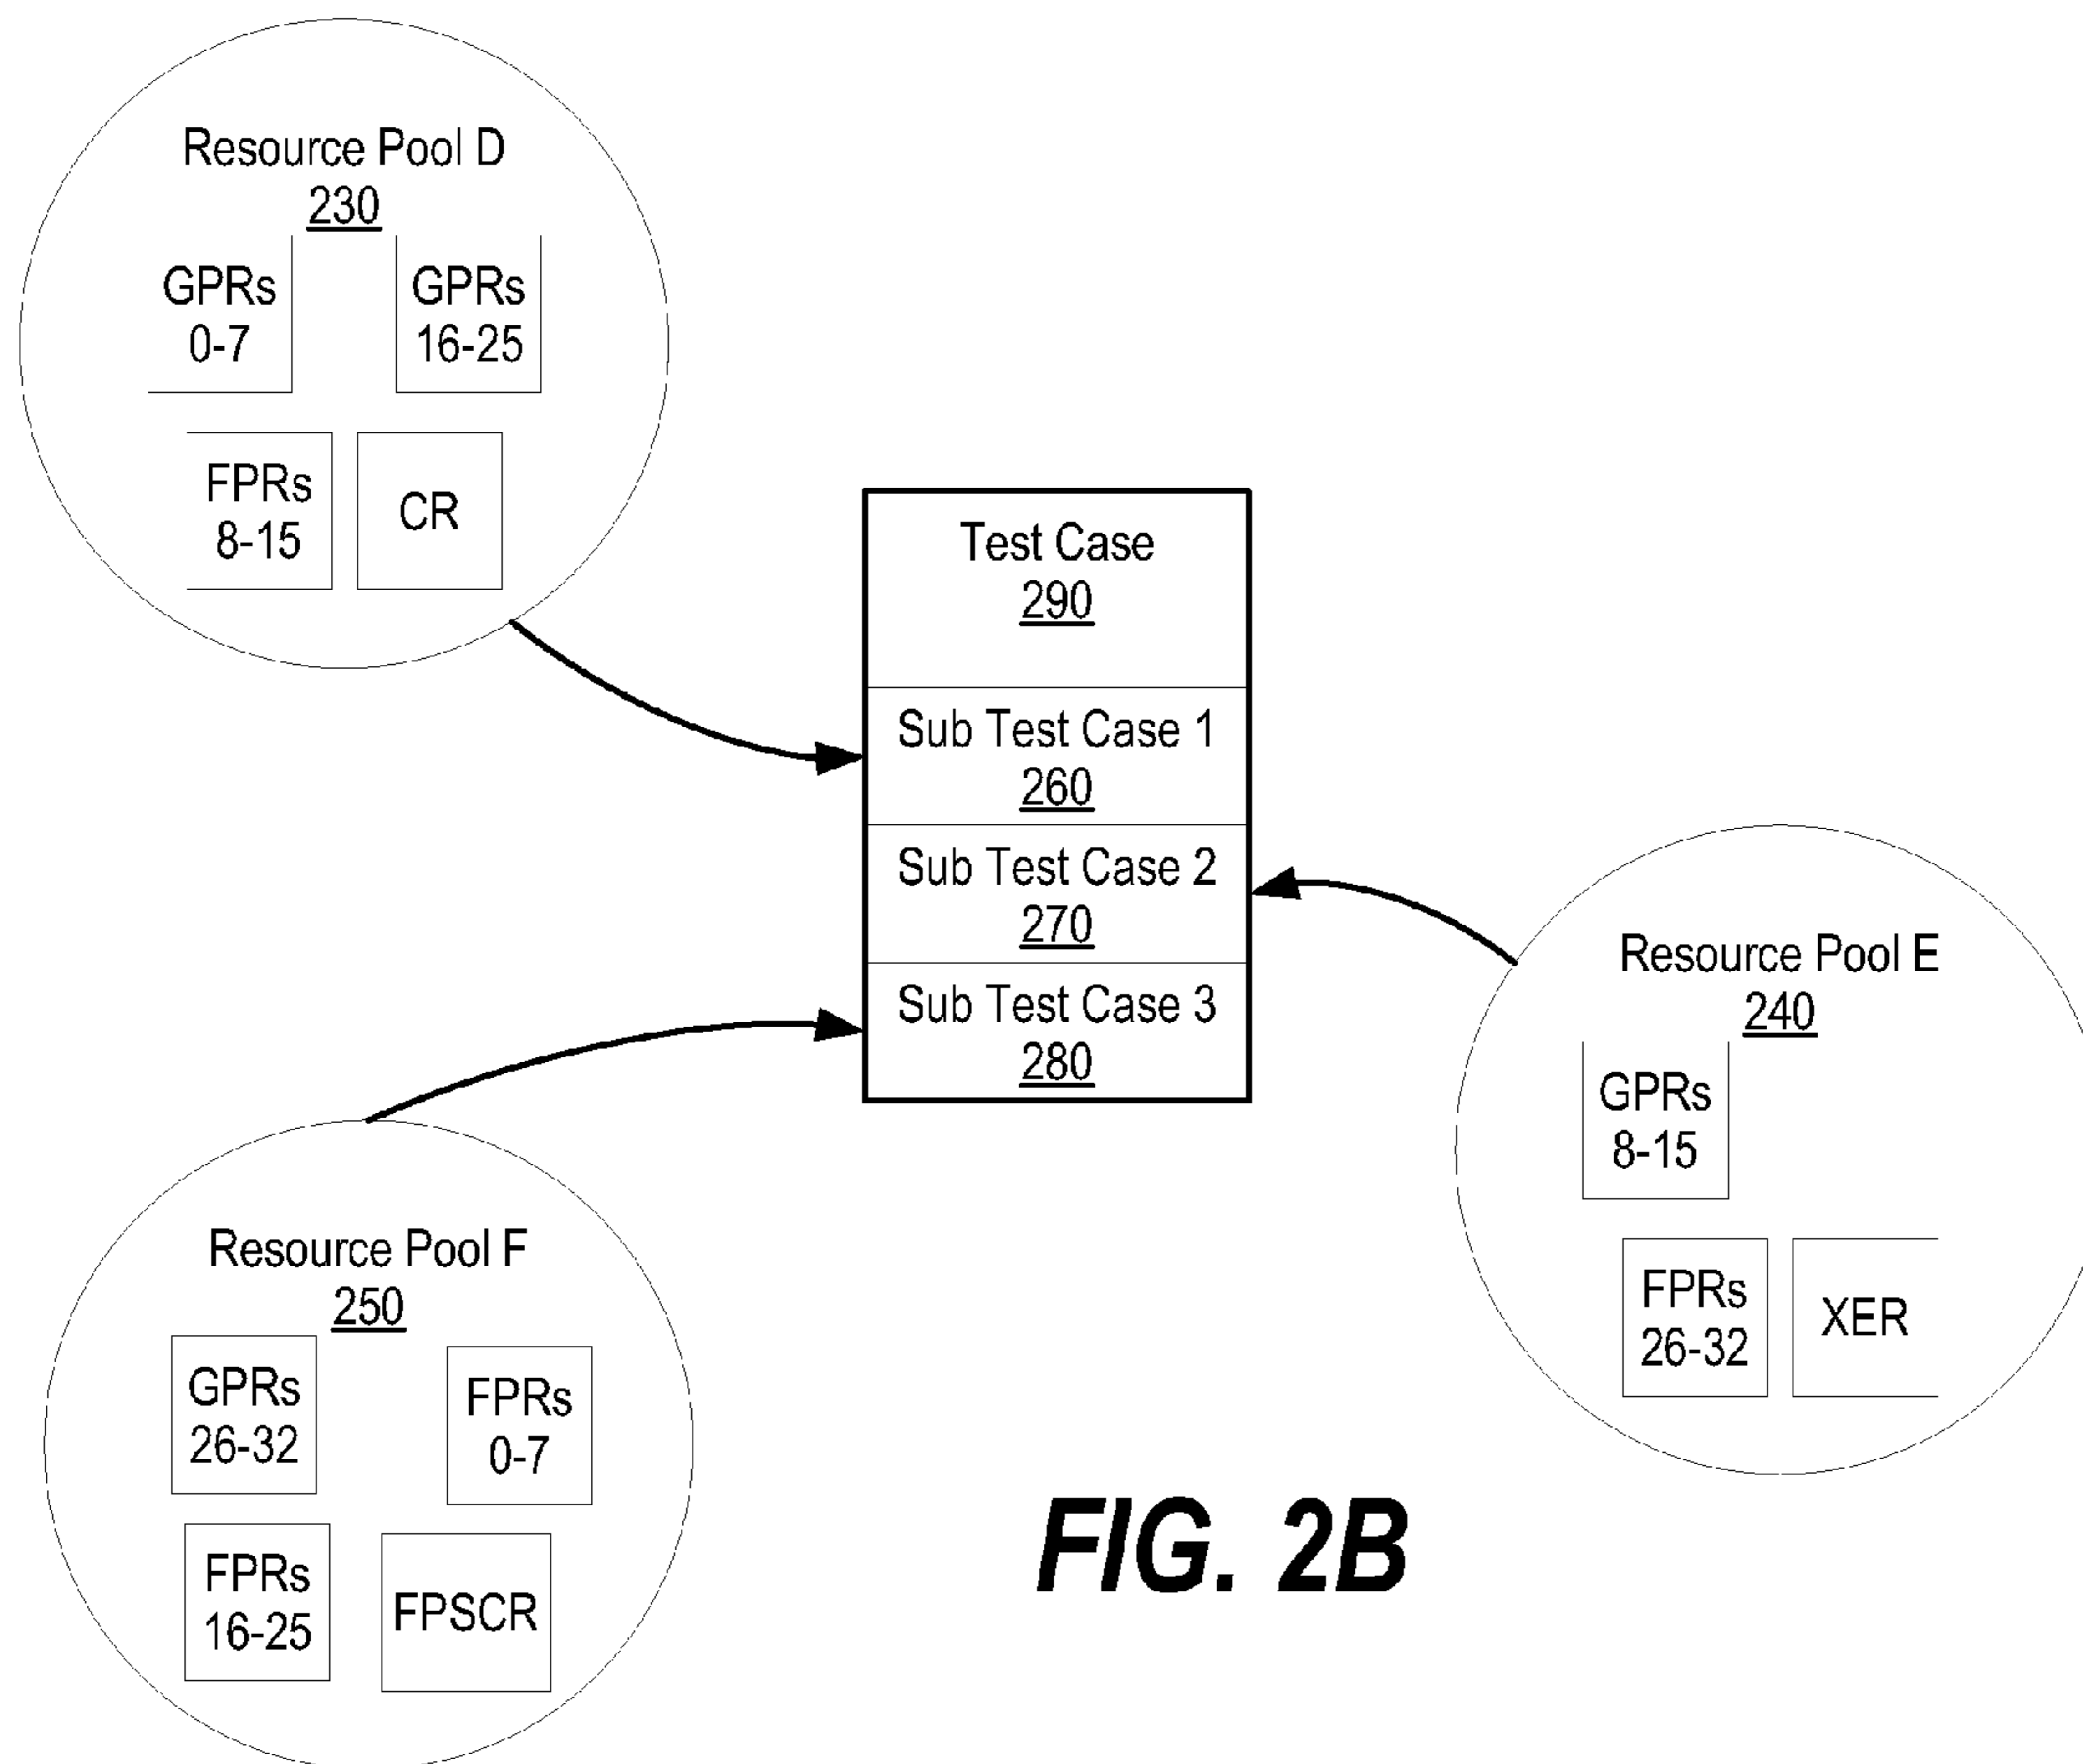 Resource Pool D
230
GPRs
0-7
GPRs
16-25
FPRs
8-15
CR
Test Case
290
Sub Test Case 1
260
Sub Test Case 2
270
Sub Test Case 3
280
Resource Pool E
240
GPRs
8-15
FPRs
26-32
XER
Resource Pool F
250
GPRs
26-32
FPRs
0-7
FPRs
16-25
FPSCR
FIG. 2B